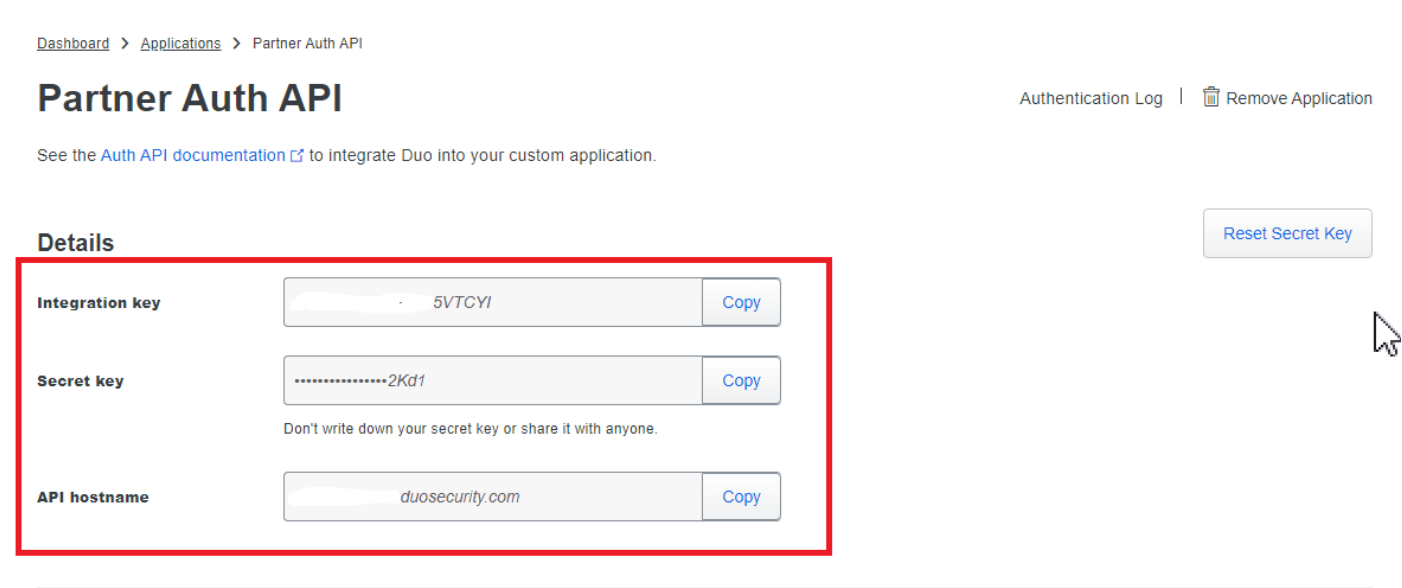 Dashboard > Applications > Partner Auth API
Partner Auth API
Authentication Log | Remove Application
See the Auth API documentation to integrate Duo into your custom application.
Reset Secret Key
Details
Integration key 5VTCYI Copy
Secret key ••••••••••••••••2Kd1 Copy
Don't write down your secret key or share it with anyone.
API hostname duosecurity.com Copy